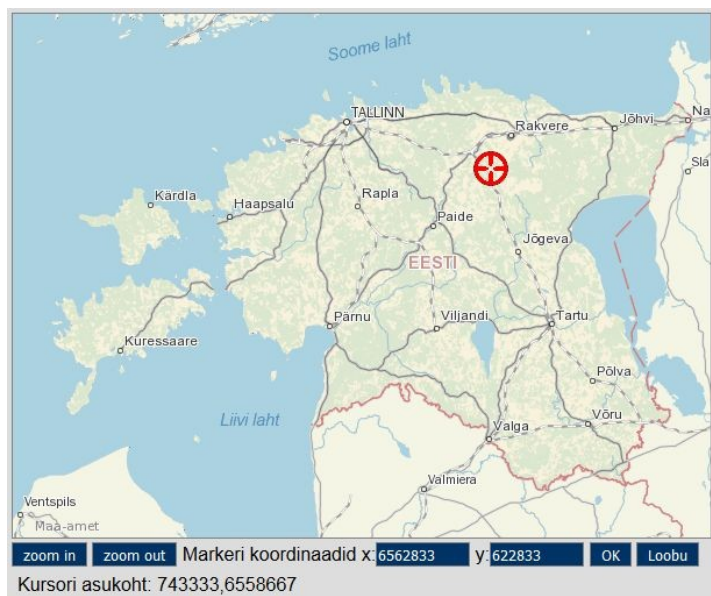 Soome laht
TALLINN
Rakvere
Jõhvi
Na
Sla
Kärdla
Haapsalu
Rapla
Paide
Jõgeva
EESTI
Pärnu
Viljandi
Tartu
Kuressaare
Põlva
Liivi laht
Võru
Valga
Valmiera
Ventspils
Maa-amet
zoom in zoom out Markeri koordinaadid x: 6562833 y: 622833 OK Loobu
Kursori asukoht: 743333,6558667